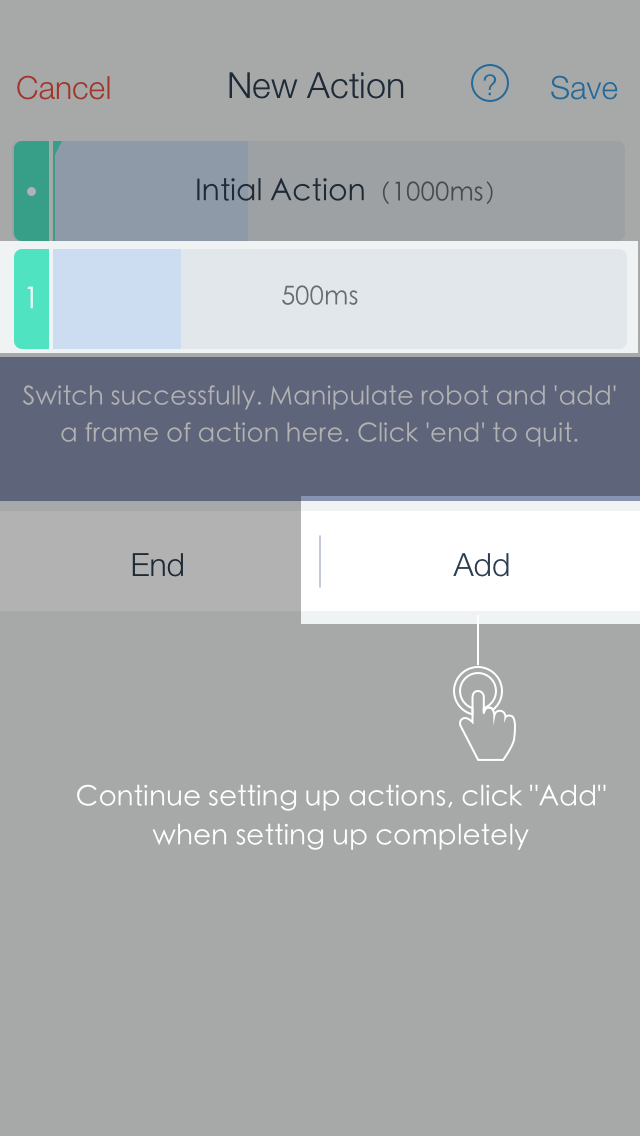 Cancel New Action ? Save
Intial Action (1000ms)
1 500ms
Switch successfully. Manipulate robot and 'add'
a frame of action here. Click 'end' to quit.
End Add
Continue setting up actions, click "Add"
when setting up completely